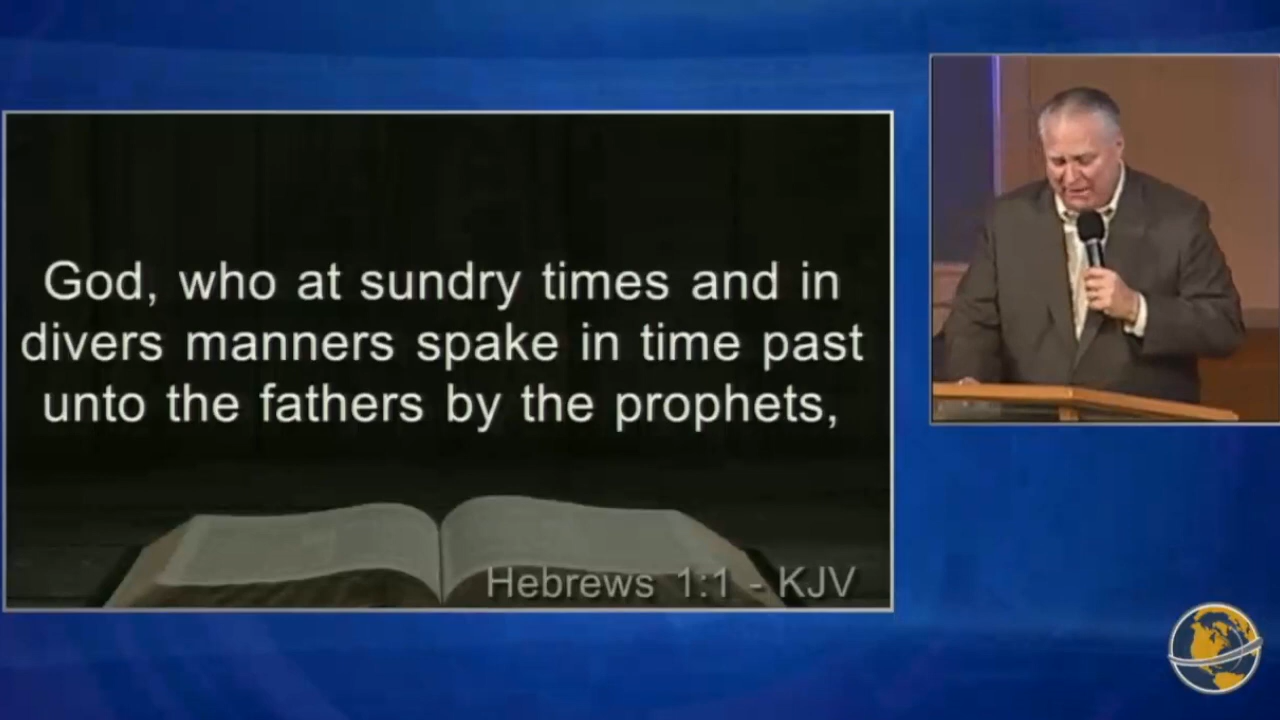 God, who at sundry times and in
divers manners spake in time past
unto the fathers by the prophets,
Hebrews 1:1 - KJV